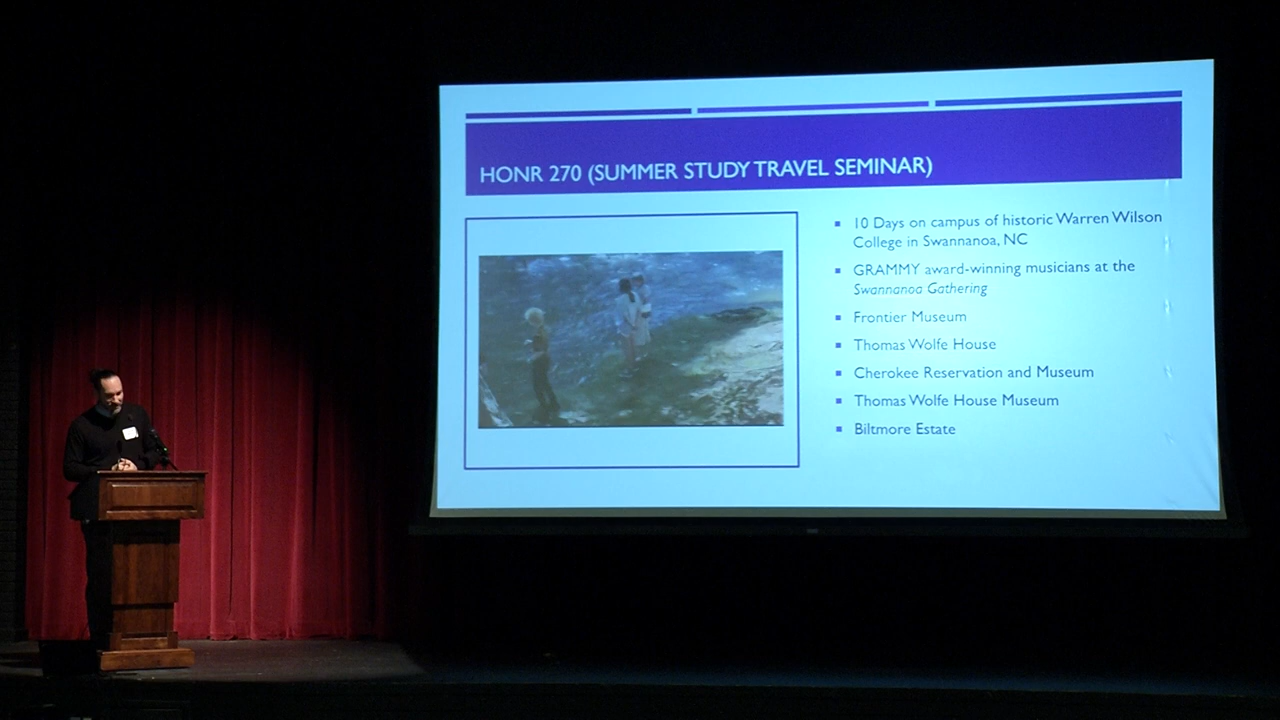 HONR 270 (SUMMER STUDY TRAVEL SEMINAR)
10 Days on campus of historic Warren Wilson
College in Swannanoa, NC
GRAMMY award-winning musicians at the
Swannanoa Gathering
Frontier Museum
Thomas Wolfe House
Cherokee Reservation and Museum
Thomas Wolfe House Museum
Biltmore Estate